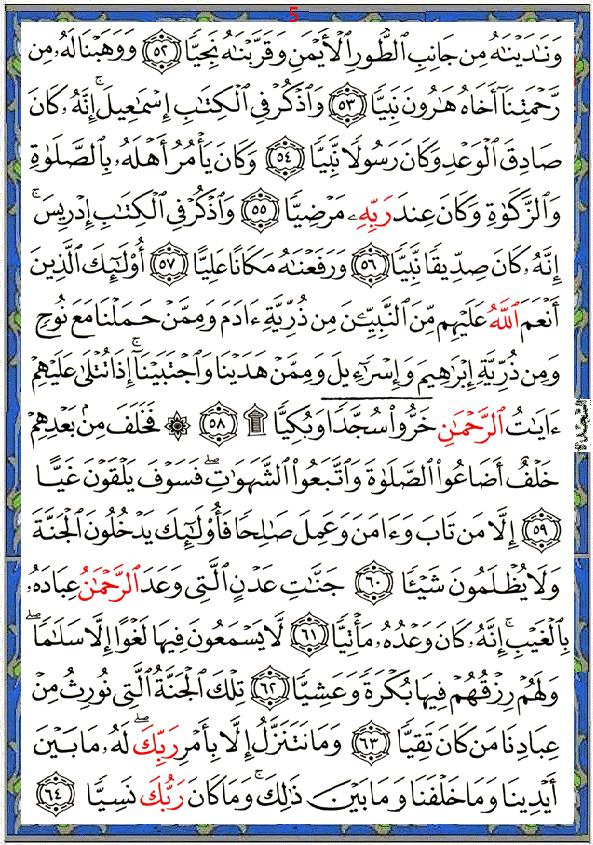 5
وَنَٰدَيۡنَٰهُ مِن جَانِبِ ٱلطُّورِ ٱلۡأَيۡمَنِ وَقَرَّبۡنَٰهُ نَجِيّٗا ٥٢ وَوَهَبۡنَا لَهُۥ مِن
رَّحۡمَتِنَآ أَخَاهُ هَٰرُونَ نَبِيّٗا ٥٣ وَٱذۡكُرۡ فِي ٱلۡكِتَٰبِ إِسۡمَٰعِيلَۚ إِنَّهُۥ كَانَ
صَادِقَ ٱلۡوَعۡدِ وَكَانَ رَسُولٗا نَّبِيّٗا ٥٤ وَكَانَ يَأۡمُرُ أَهۡلَهُۥ بِٱلصَّلَوٰةِ
وَٱلزَّكَوٰةِ وَكَانَ عِندَ رَبِّهِۦ مَرۡضِيّٗا ٥٥ وَٱذۡكُرۡ فِي ٱلۡكِتَٰبِ إِدۡرِيسَۚ
إِنَّهُۥ كَانَ صِدِّيقٗا نَّبِيّٗا ٥٦ وَرَفَعۡنَٰهُ مَكَانًا عَلِيًّا ٥٧ أُوْلَٰٓئِكَ ٱلَّذِينَ
أَنۡعَمَ ٱللَّهُ عَلَيۡهِم مِّنَ ٱلنَّبِيِّـۧنَ مِن ذُرِّيَّةِ ءَادَمَ وَمِمَّنۡ حَمَلۡنَا مَعَ نُوحٖ
وَمِن ذُرِّيَّةِ إِبۡرَٰهِيمَ وَإِسۡرَٰٓءِيلَ وَمِمَّنۡ هَدَيۡنَا وَٱجۡتَبَيۡنَآۚ إِذَا تُتۡلَىٰ عَلَيۡهِمۡ
ءَايَٰتُ ٱلرَّحۡمَٰنِ خَرُّواْۤ سُجَّدٗا وَبُكِيّٗا ۩ ٥٨ ۞ فَخَلَفَ مِنۢ بَعۡدِهِمۡ
السَّجْدَة
خَلۡفٌ أَضَاعُواْ ٱلصَّلَوٰةَ وَٱتَّبَعُواْ ٱلشَّهَوَٰتِۖ فَسَوۡفَ يَلۡقَوۡنَ غَيًّا
٥٩ إِلَّا مَن تَابَ وَءَامَنَ وَعَمِلَ صَٰلِحٗا فَأُوْلَٰٓئِكَ يَدۡخُلُونَ ٱلۡجَنَّةَ
وَلَا يُظۡلَمُونَ شَيۡـٔٗا ٦٠ جَنَّٰتِ عَدۡنٍ ٱلَّتِي وَعَدَ ٱلرَّحۡمَٰنُ عِبَادَهُۥ
بِٱلۡغَيۡبِۚ إِنَّهُۥ كَانَ وَعۡدُهُۥ مَأۡتِيّٗا ٦١ لَّا يَسۡمَعُونَ فِيهَا لَغۡوًا إِلَّا سَلَٰمٗاۖ
وَلَهُمۡ رِزۡقُهُمۡ فِيهَا بُكۡرَةٗ وَعَشِيّٗا ٦٢ تِلۡكَ ٱلۡجَنَّةُ ٱلَّتِي نُورِثُ مِنۡ
عِبَادِنَا مَن كَانَ تَقِيّٗا ٦٣ وَمَا نَتَنَزَّلُ إِلَّا بِأَمۡرِ رَبِّكَۖ لَهُۥ مَا بَيۡنَ
أَيۡدِينَا وَمَا خَلۡفَنَا وَمَا بَيۡنَ ذَٰلِكَۚ وَمَا كَانَ رَبُّكَ نَسِيّٗا ٦٤